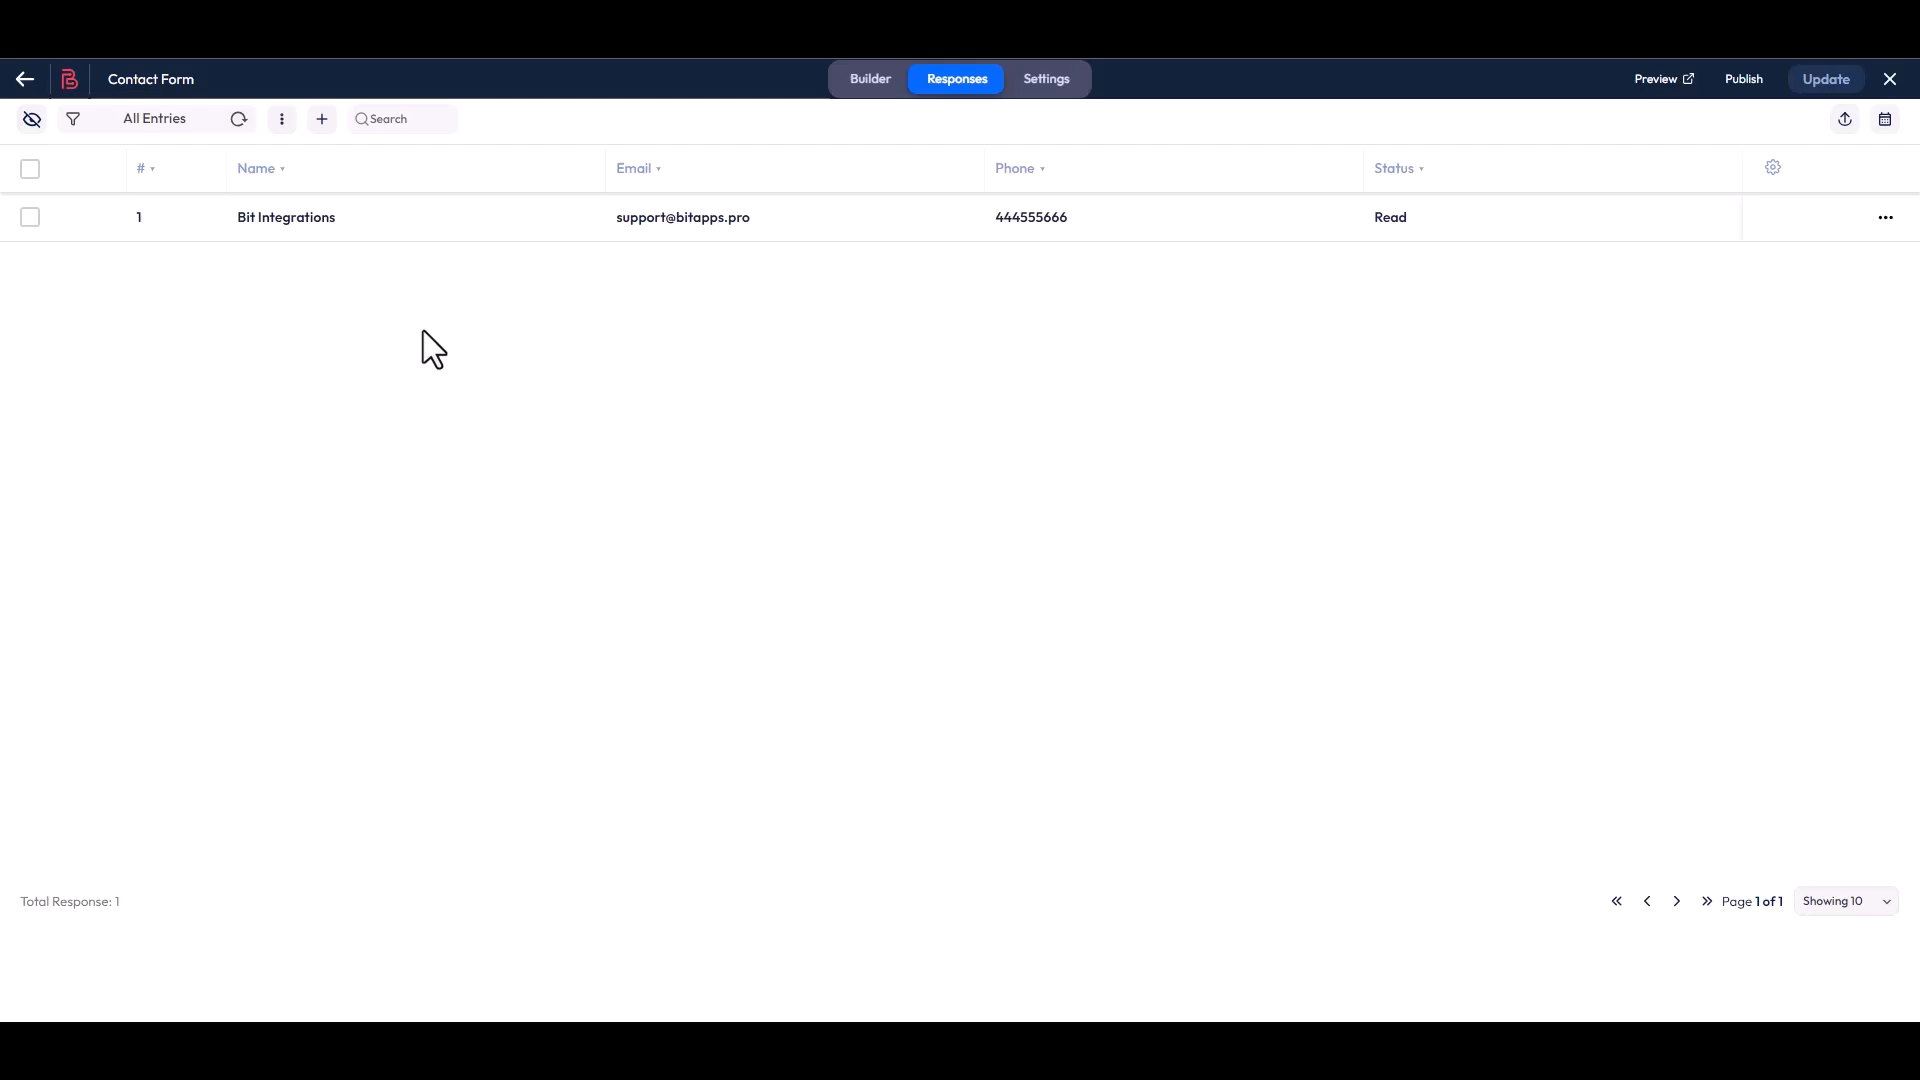 Contact Form
Builder Responses Settings
Preview Publish Update
All Entries Search
# Name Email Phone Status
1 Bit Integrations support@bitapps.pro 444555666 Read
Total Response: 1
Page 1 of 1 Showing 10